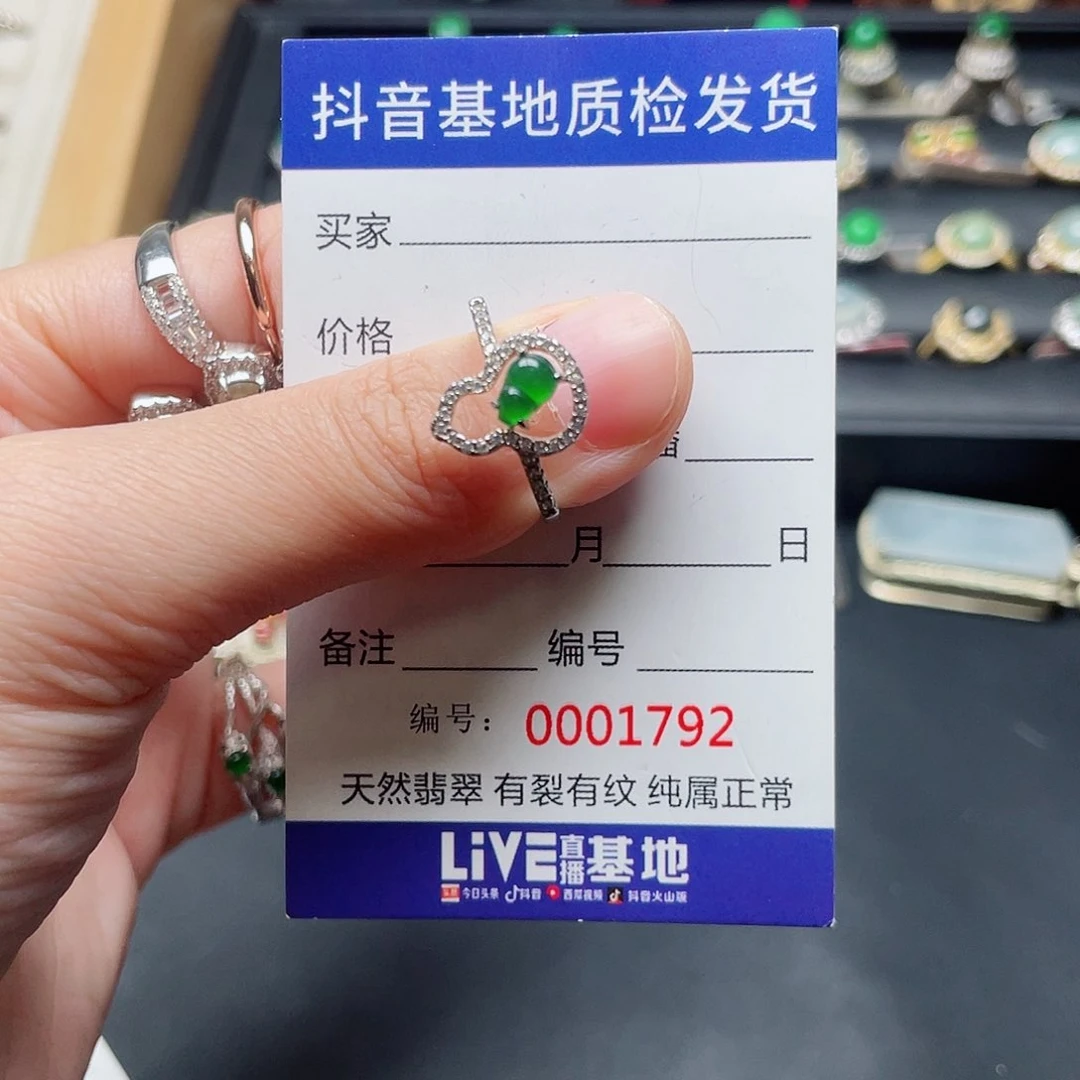 抖音基地质检发货
买家
价格
月 日
备注 编号
编号：0001792
天然翡翠 有裂有纹 纯属正常
LiVE直播基地
头条 今日头条 抖音 西瓜视频 抖音火山版